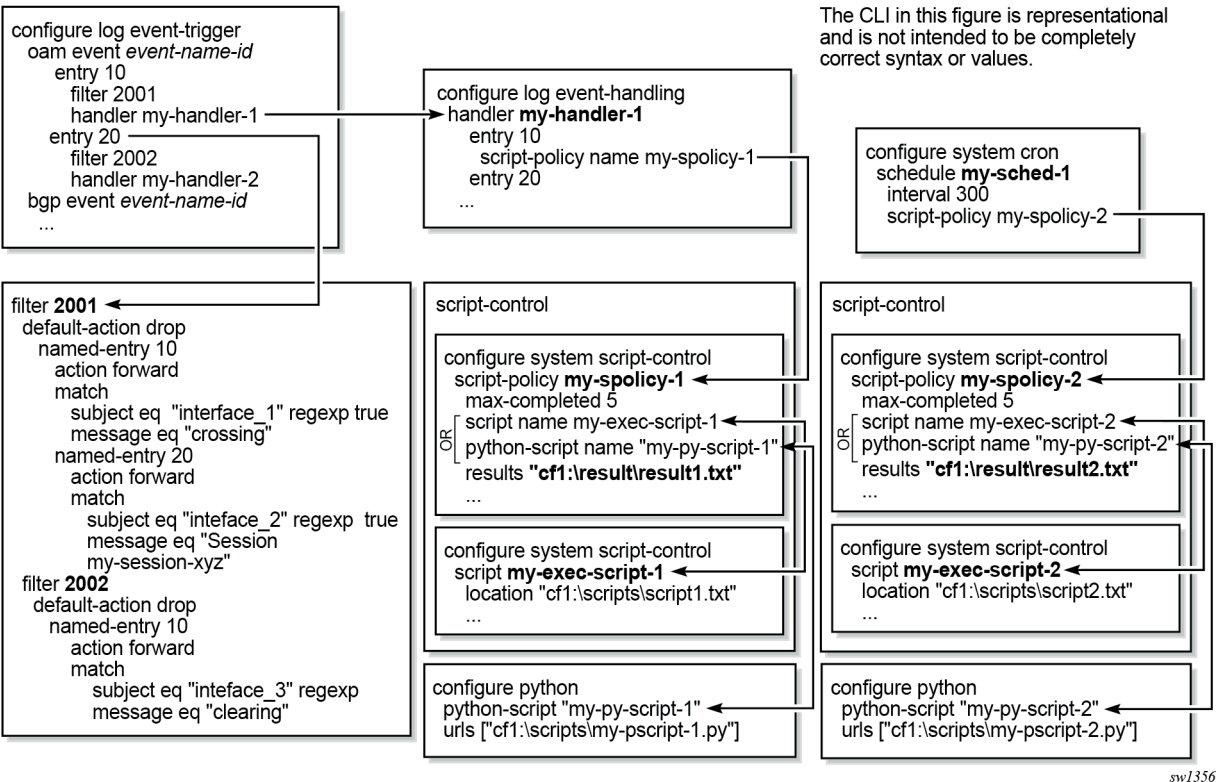 configure log event-trigger
oam event event-name-id
entry 10
filter 2001
handler my-handler-1
entry 20
filter 2002
handler my-handler-2
bgp event event-name-id
...
configure log event-handling
handler my-handler-1
entry 10
script-policy name my-spolicy-1
entry 20
...
The CLI in this figure is representational
and is not intended to be completely
correct syntax or values.
configure system cron
schedule my-sched-1
interval 300
script-policy my-spolicy-2
filter 2001
default-action drop
named-entry 10
action forward
match
subject eq "interface_1" regexp true
message eq "crossing"
named-entry 20
action forward
match
subject eq "inteface_2" regexp true
message eq "Session
my-session-xyz"
filter 2002
default-action drop
named-entry 10
action forward
match
subject eq "inteface_3" regexp
message eq "clearing"
script-control
configure system script-control
script-policy my-spolicy-1
max-completed 5
OR
script name my-exec-script-1
python-script name "my-py-script-1"
results "cf1:\result\result1.txt"
...
configure system script-control
script my-exec-script-1
location "cf1:\scripts\script1.txt"
...
configure python
python-script "my-py-script-1"
urls ["cf1:\scripts\my-pscript-1.py"]
script-control
configure system script-control
script-policy my-spolicy-2
max-completed 5
OR
script name my-exec-script-2
python-script name "my-py-script-2"
results "cf1:\result\result2.txt"
...
configure system script-control
script my-exec-script-2
location "cf1:\scripts\script2.txt"
...
configure python
python-script "my-py-script-2"
urls ["cf1:\scripts\my-pscript-2.py"]
sw1356